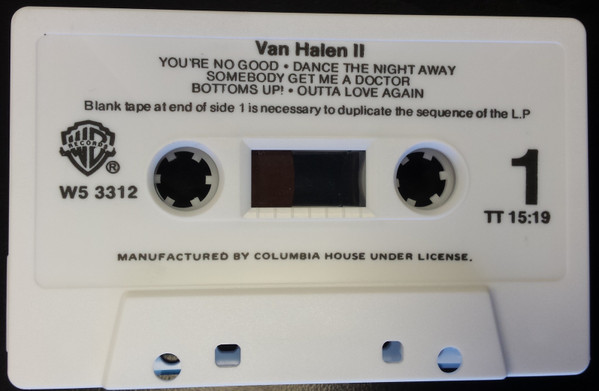 Van Halen II
YOU'RE NO GOOD • DANCE THE NIGHT AWAY
SOMEBODY GET ME A DOCTOR
BOTTOMS UP! • OUTTA LOVE AGAIN
Blank tape at end of side 1 is necessary to duplicate the sequence of the L.P
RECORDS
®
W5 3312
1
TT 15:19
MANUFACTURED BY COLUMBIA HOUSE UNDER LICENSE.